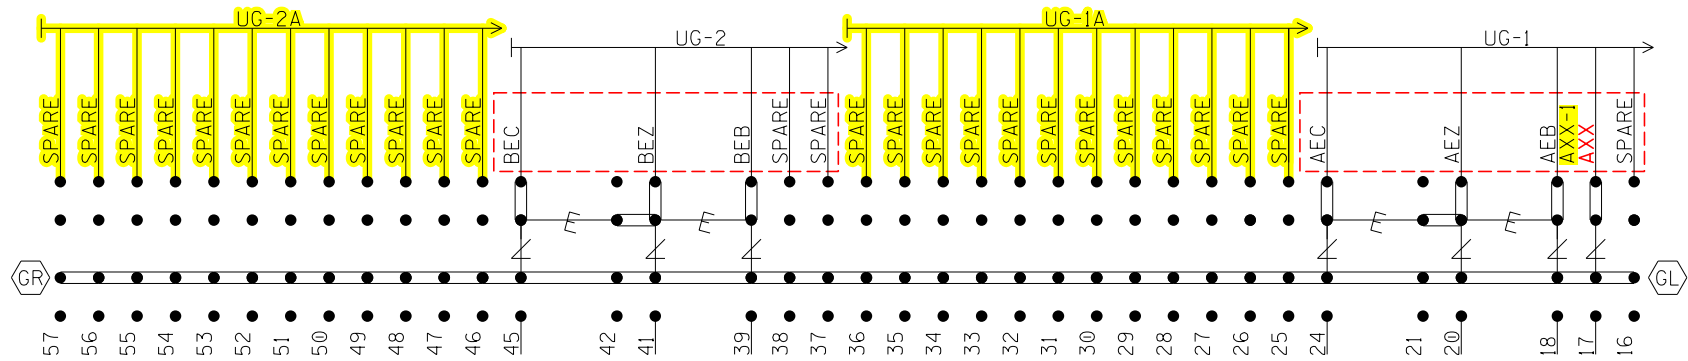 UG-2A UG-1A
UG-2 UG-1
SPARE SPARE SPARE SPARE SPARE SPARE SPARE SPARE SPARE SPARE SPARE SPARE BEC BEZ BEB SPARE SPARE SPARE SPARE SPARE SPARE SPARE SPARE SPARE SPARE SPARE SPARE SPARE AEC AEZ AEB AXX-1 AXX SPARE
E E E E
GR GL
57 56 55 54 53 52 51 50 49 48 47 46 45 42 41 39 38 37 36 35 34 33 32 31 30 29 28 27 26 25 24 21 20 18 17 16